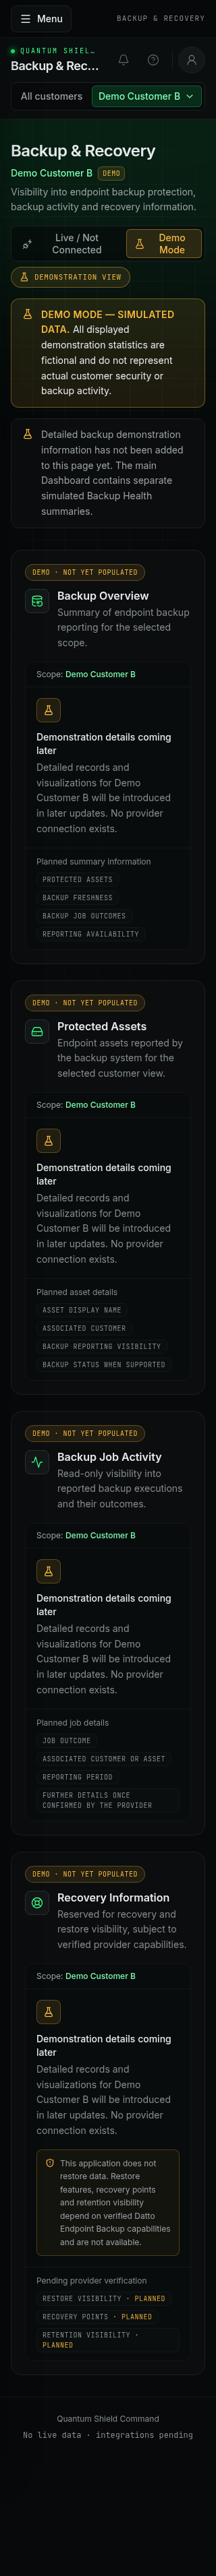 Menu
BACKUP & RECOVERY
QUANTUM SHIEL…
Backup & Rec...
All customers
Demo Customer B
Backup & Recovery
Demo Customer B
DEMO
Visibility into endpoint backup protection,
backup activity and recovery information.
Live / Not
Connected
Demo
Mode
DEMONSTRATION VIEW
DEMO MODE — SIMULATED
DATA. All displayed
demonstration statistics are
fictional and do not represent
actual customer security or
backup activity.
Detailed backup demonstration
information has not been added
to this page yet. The main
Dashboard contains separate
simulated Backup Health
summaries.
DEMO · NOT YET POPULATED
Backup Overview
Summary of endpoint backup
reporting for the selected
scope.
Scope: Demo Customer B
Demonstration details coming
later
Detailed records and
visualizations for Demo
Customer B will be introduced
in later updates. No provider
connection exists.
Planned summary information
PROTECTED ASSETS
BACKUP FRESHNESS
BACKUP JOB OUTCOMES
REPORTING AVAILABILITY
DEMO · NOT YET POPULATED
Protected Assets
Endpoint assets reported by
the backup system for the
selected customer view.
Scope: Demo Customer B
Demonstration details coming
later
Detailed records and
visualizations for Demo
Customer B will be introduced
in later updates. No provider
connection exists.
Planned asset details
ASSET DISPLAY NAME
ASSOCIATED CUSTOMER
BACKUP REPORTING VISIBILITY
BACKUP STATUS WHEN SUPPORTED
DEMO · NOT YET POPULATED
Backup Job Activity
Read-only visibility into
reported backup executions
and their outcomes.
Scope: Demo Customer B
Demonstration details coming
later
Detailed records and
visualizations for Demo
Customer B will be introduced
in later updates. No provider
connection exists.
Planned job details
JOB OUTCOME
ASSOCIATED CUSTOMER OR ASSET
REPORTING PERIOD
FURTHER DETAILS ONCE
CONFIRMED BY THE PROVIDER
DEMO · NOT YET POPULATED
Recovery Information
Reserved for recovery and
restore visibility, subject to
verified provider capabilities.
Scope: Demo Customer B
Demonstration details coming
later
Detailed records and
visualizations for Demo
Customer B will be introduced
in later updates. No provider
connection exists.
This application does not
restore data. Restore
features, recovery points
and retention visibility
depend on verified Datto
Endpoint Backup capabilities
and are not available.
Pending provider verification
RESTORE VISIBILITY · PLANNED
RECOVERY POINTS · PLANNED
RETENTION VISIBILITY ·
PLANNED
Quantum Shield Command
No live data · integrations pending